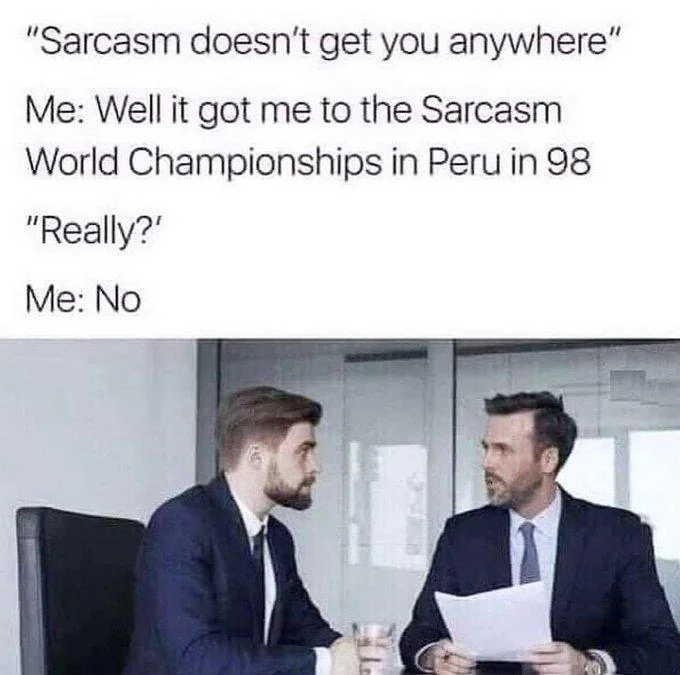 "Sarcasm doesn't get you anywhere"
Me: Well it got me to the Sarcasm
World Championships in Peru in 98
"Really?'
Me: No